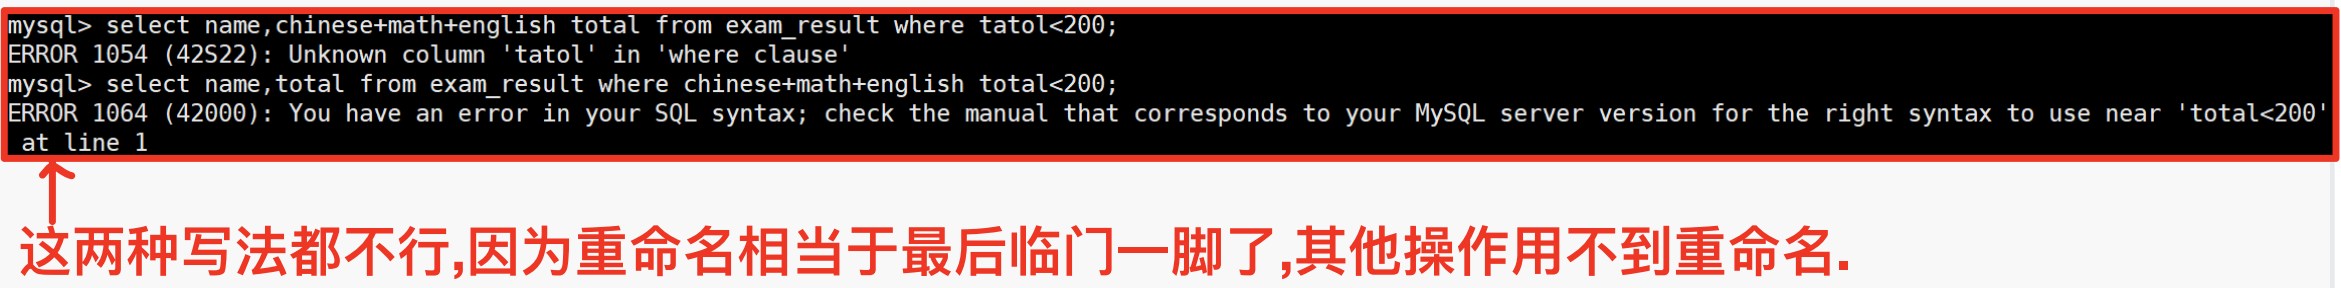 mysql> select name,chinese+math+english total from exam_result where tatol<200;
ERROR 1054 (42S22): Unknown column 'tatol' in 'where clause'
mysql> select name,total from exam_result where chinese+math+english total<200;
ERROR 1064 (42000): You have an error in your SQL syntax; check the manual that corresponds to your MySQL server version for the right syntax to use near 'total<200'
at line 1
这两种写法都不行,因为重命名相当于最后临门一脚了,其他操作用不到重命名.